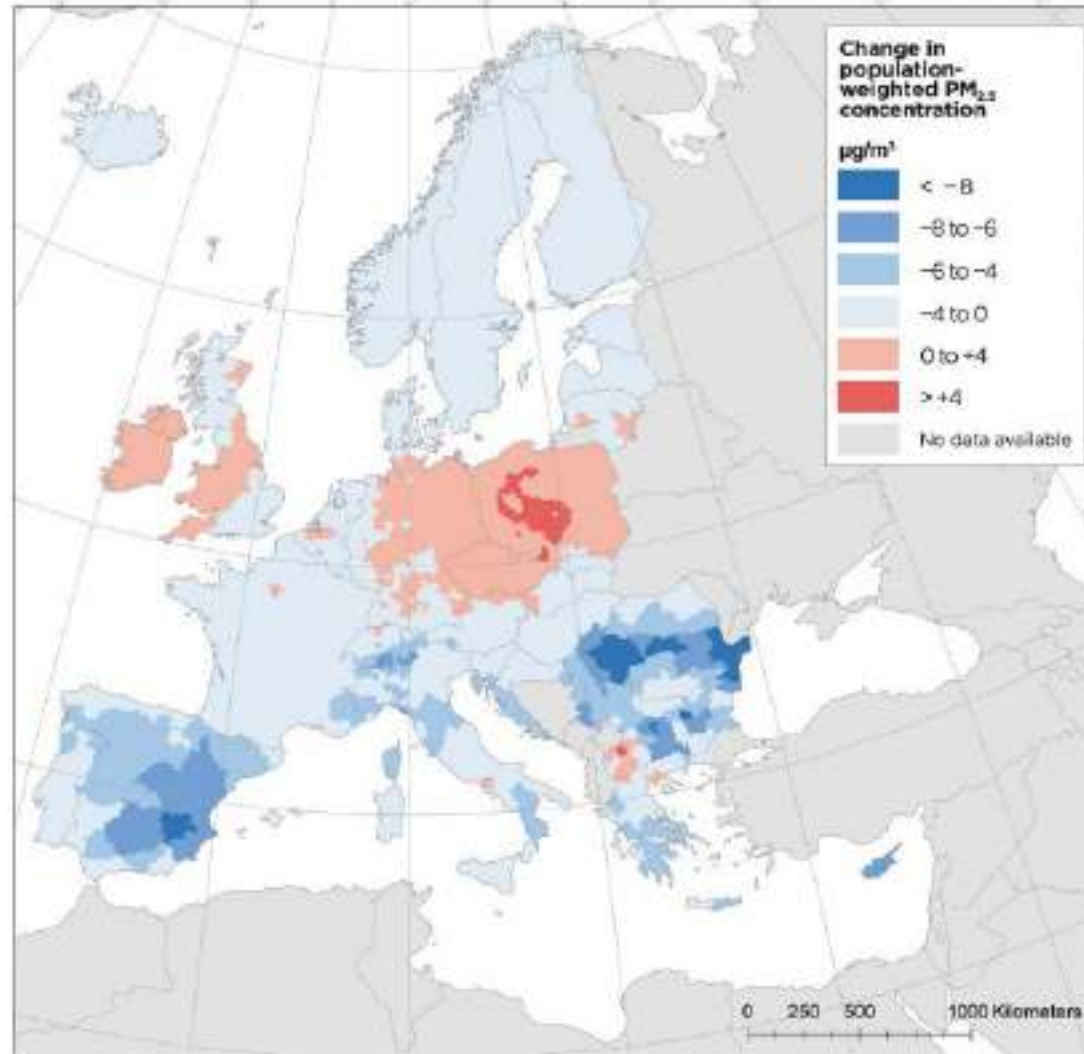 Change in
population-
weighted PM₂.₅
concentration
µg/m³
< −8
−8 to −6
−6 to −4
−4 to 0
0 to +4
> +4
No data available
0 250 500 1000 Kilometers